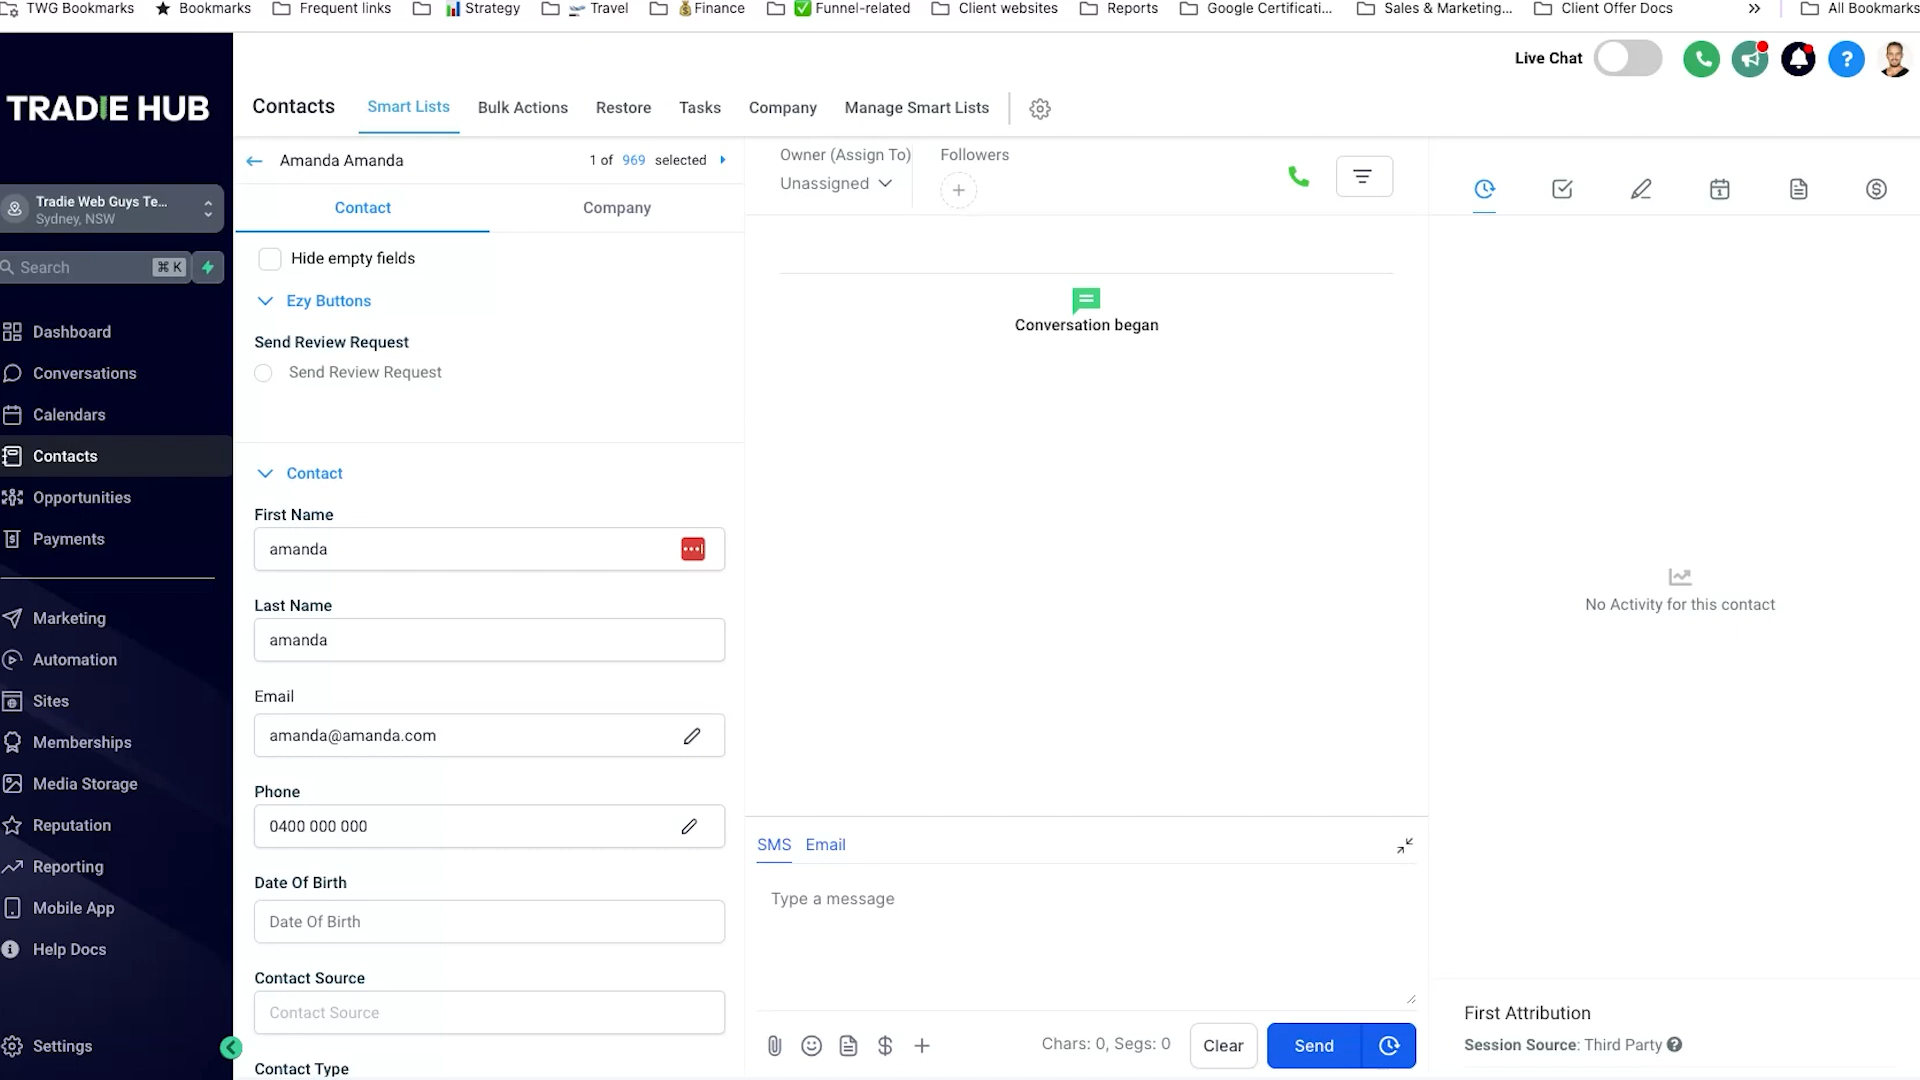 TWG Bookmarks Bookmarks Frequent links Strategy Travel Finance Funnel-related Client websites Reports Google Certificati... Sales & Marketing... Client Offer Docs » All Bookmarks
Live Chat
?
TRADIE HUB
Contacts Smart Lists Bulk Actions Restore Tasks Company Manage Smart Lists
Tradie Web Guys Te...
Sydney, NSW
Search ⌘ K
Dashboard
Conversations
Calendars
Contacts
Opportunities
Payments
Marketing
Automation
Sites
Memberships
Media Storage
Reputation
Reporting
Mobile App
Help Docs
Settings
Amanda Amanda 1 of 969 selected
Contact Company
Hide empty fields
Ezy Buttons
Send Review Request
Send Review Request
Contact
First Name
amanda
Last Name
amanda
Email
amanda@amanda.com
Phone
0400 000 000
Date Of Birth
Date Of Birth
Contact Source
Contact Source
Contact Type
Owner (Assign To) Followers
Unassigned
Conversation began
SMS Email
Type a message
Chars: 0, Segs: 0 Clear Send
No Activity for this contact
First Attribution
Session Source: Third Party ?